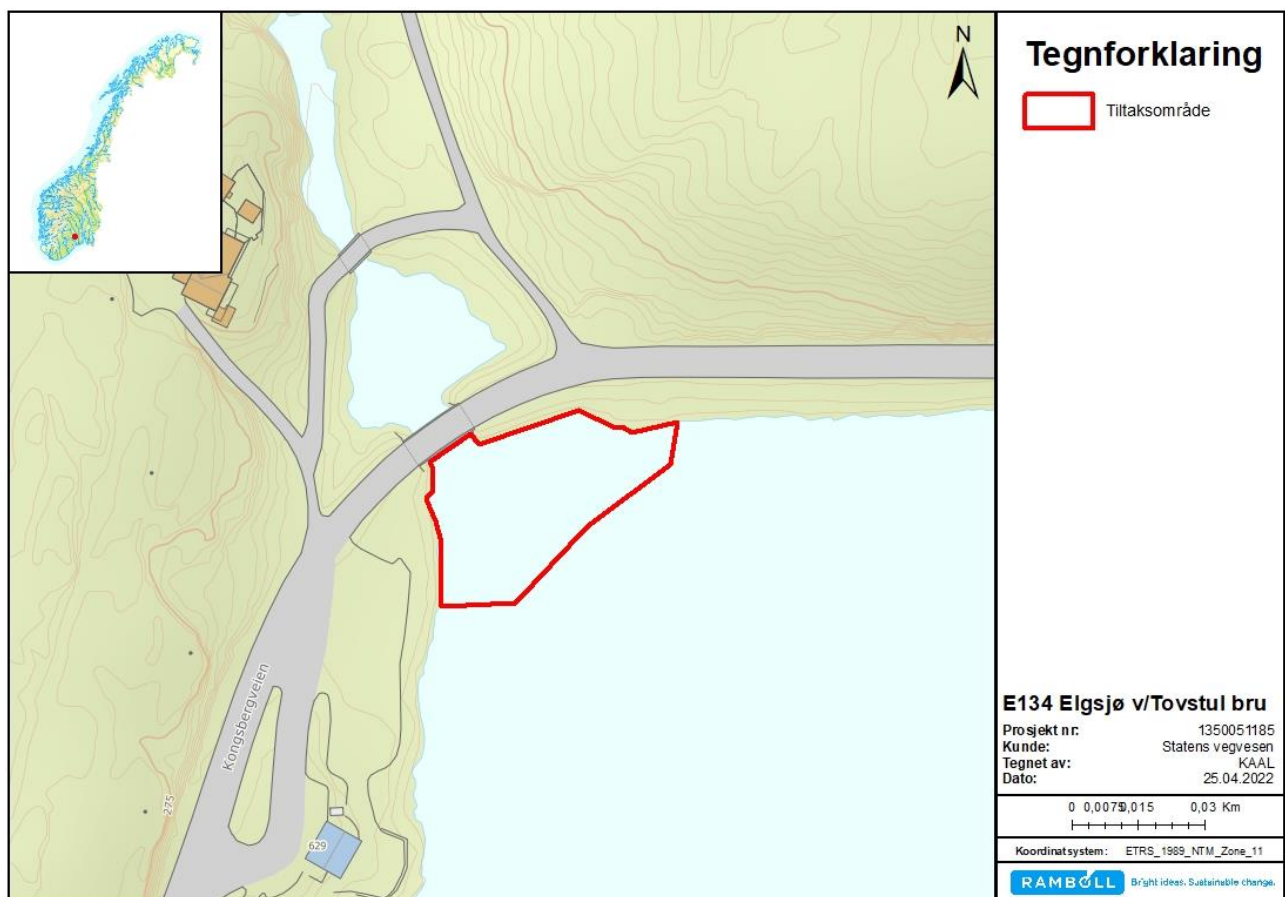 N
Kongsbergveien
275
629
Tegnforklaring
Tiltaksområde
E134 Elgsjø v/Tovstul bru
Prosjekt nr: 1350051185
Kunde: Statens vegvesen
Tegnet av: KAAL
Dato: 25.04.2022
0 0,0075 0,015 0,03 Km
Koordinatsystem: ETRS_1989_NTM_Zone_11
RAMBOLL Bright ideas. Sustainable change.